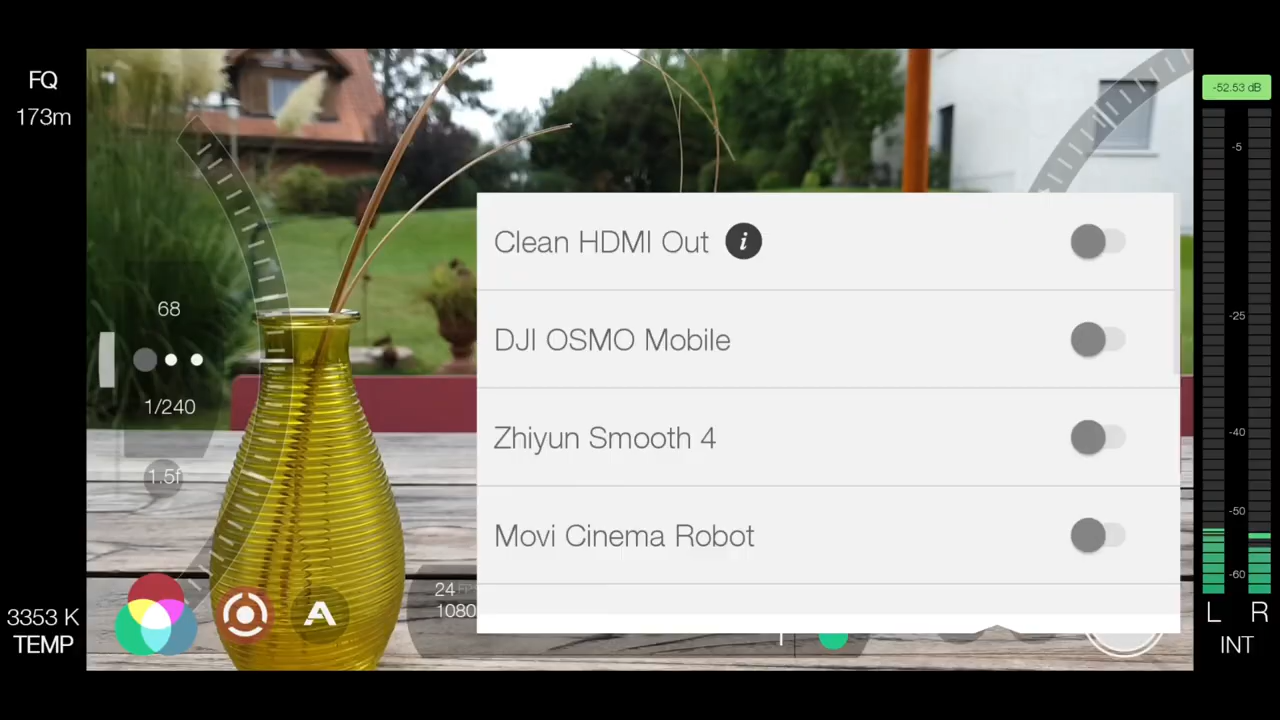 FQ
173m
-52.53 dB
-5
-25
-40
-50
-60
L R
INT
68
1/240
1.5f
3353 K
TEMP
A
24 FPS
1080
Clean HDMI Out i
DJI OSMO Mobile
Zhiyun Smooth 4
Movi Cinema Robot